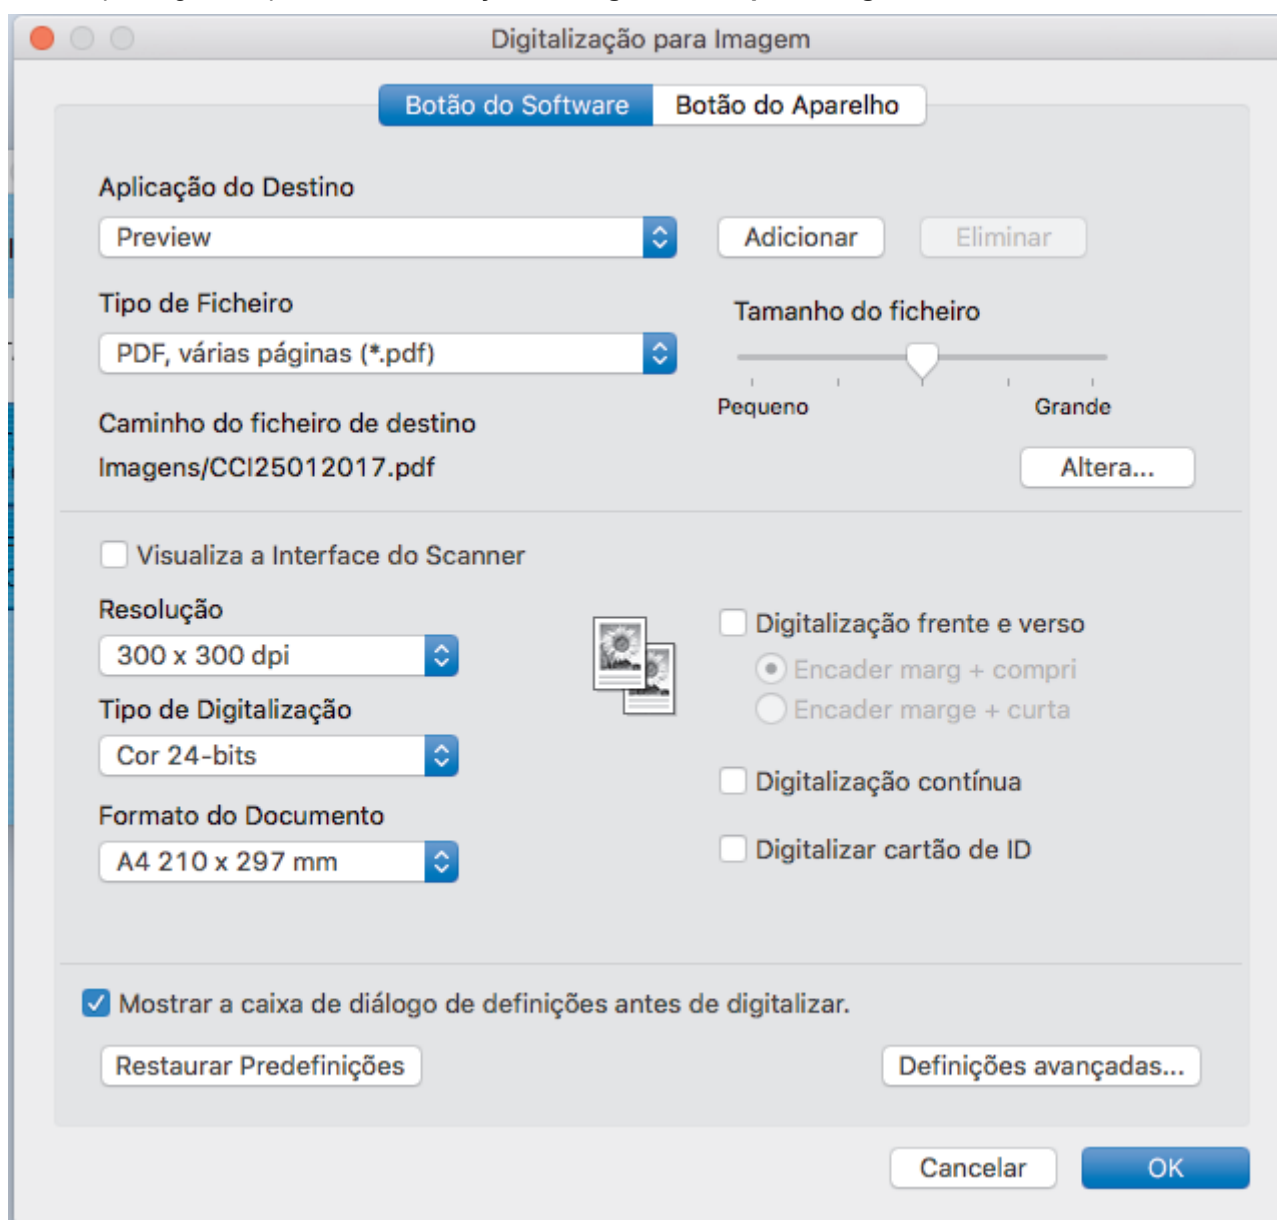 Digitalização para Imagem
Botão do Software Botão do Aparelho
Aplicação do Destino
Preview Adicionar Eliminar
Tipo de Ficheiro Tamanho do ficheiro
PDF, várias páginas (*.pdf)
Pequeno Grande
Caminho do ficheiro de destino
Imagens/CCI25012017.pdf Altera...
Visualiza a Interface do Scanner
Resolução Digitalização frente e verso
300 x 300 dpi Encader marg + compri
Tipo de Digitalização Encader marge + curta
Cor 24-bits
Digitalização contínua
Formato do Documento
A4 210 x 297 mm Digitalizar cartão de ID
Mostrar a caixa de diálogo de definições antes de digitalizar.
Restaurar Predefinições Definições avançadas...
Cancelar OK